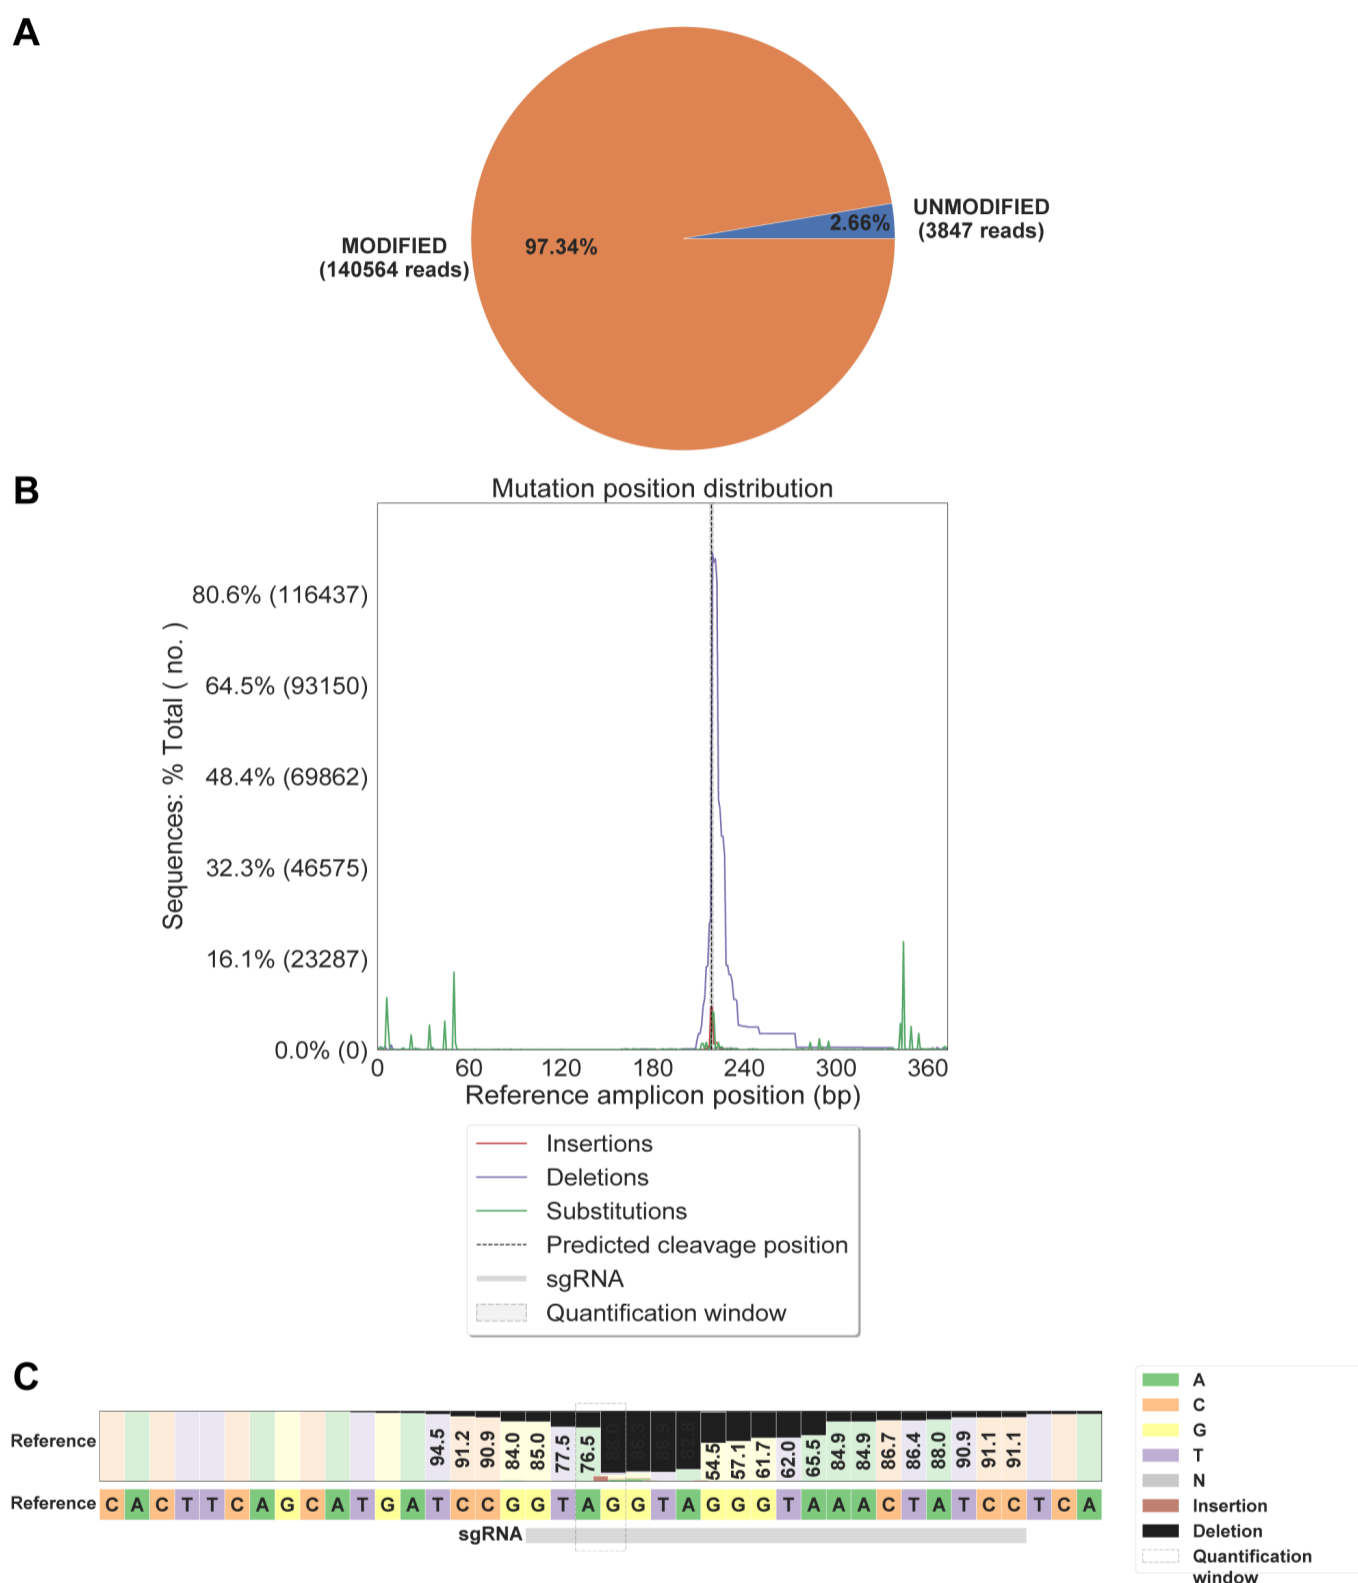 A
MODIFIED
(140564 reads)
97.34%
2.66%
UNMODIFIED
(3847 reads)
B
Mutation position distribution
Sequences: % Total ( no. )
80.6% (116437)
64.5% (93150)
48.4% (69862)
32.3% (46575)
16.1% (23287)
0.0% (0)
0 60 120 180 240 300 360
Reference amplicon position (bp)
Insertions
Deletions
Substitutions
Predicted cleavage position
sgRNA
Quantification window
C
Reference 94.5 91.2 90.9 84.0 85.0 77.5 76.5 54.5 57.1 61.7 62.0 65.5 84.9 84.9 86.7 86.4 88.0 90.9 91.1 91.1
Reference C A C T T C A G C A T G A T C C G G T A G G T A G G G T A A A C T A T C C T C A
sgRNA
A
C
G
T
N
Insertion
Deletion
Quantification
window